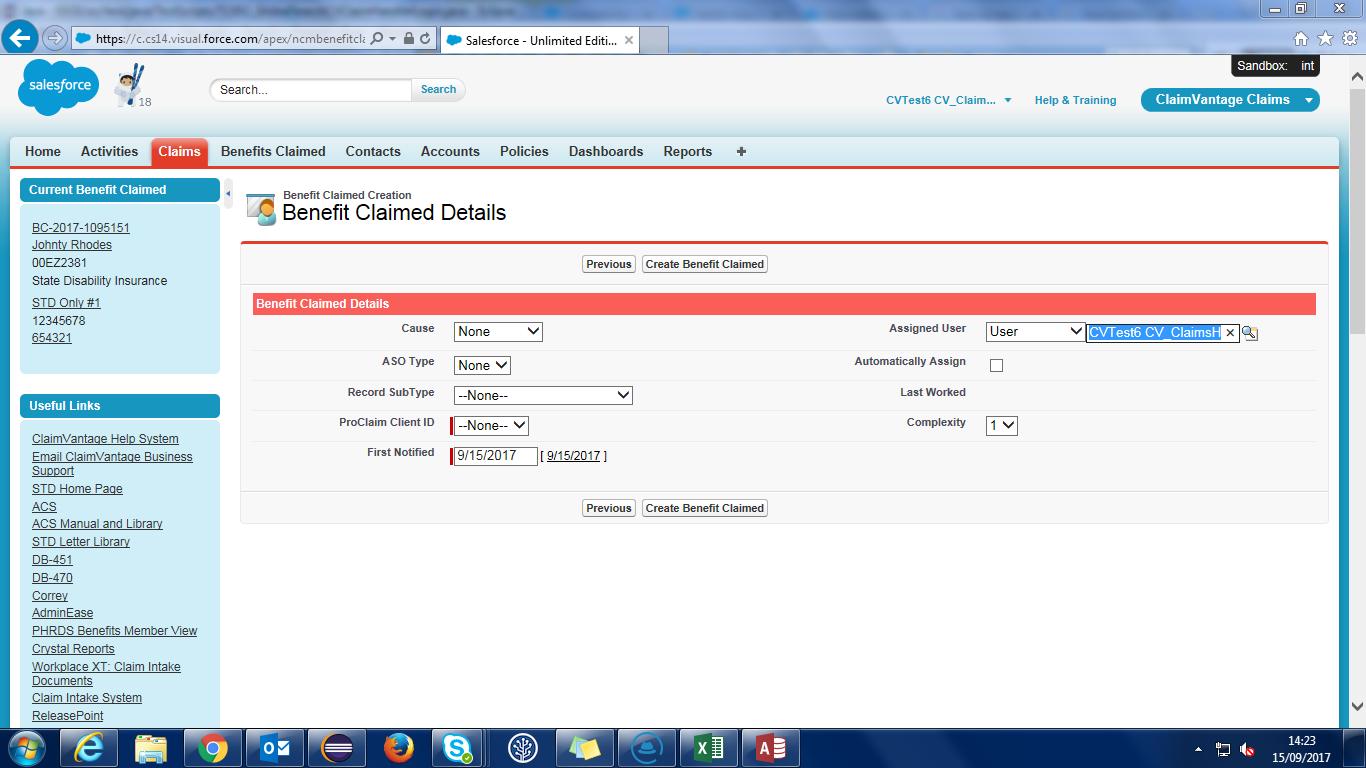 https://c.cs14.visual.force.com/apex/ncmbenefitcla
Salesforce - Unlimited Editi...
Sandbox: int
salesforce
18
Search...
Search
CVTest6 CV_Claim...
Help & Training
ClaimVantage Claims
Home
Activities
Claims
Benefits Claimed
Contacts
Accounts
Policies
Dashboards
Reports
Current Benefit Claimed
BC-2017-1095151
Johnty Rhodes
00EZ2381
State Disability Insurance
STD Only #1
12345678
654321
Useful Links
ClaimVantage Help System
Email ClaimVantage Business
Support
STD Home Page
ACS
ACS Manual and Library
STD Letter Library
DB-451
DB-470
Correy
AdminEase
PHRDS Benefits Member View
Crystal Reports
Workplace XT: Claim Intake
Documents
Claim Intake System
ReleasePoint
Benefit Claimed Creation
Benefit Claimed Details
Previous
Create Benefit Claimed
Benefit Claimed Details
Cause
None
Assigned User
User
CVTest6 CV_ClaimsH
ASO Type
None
Automatically Assign
Record SubType
--None--
Last Worked
ProClaim Client ID
--None--
Complexity
1
First Notified
9/15/2017
[ 9/15/2017 ]
Previous
Create Benefit Claimed
14:23
15/09/2017